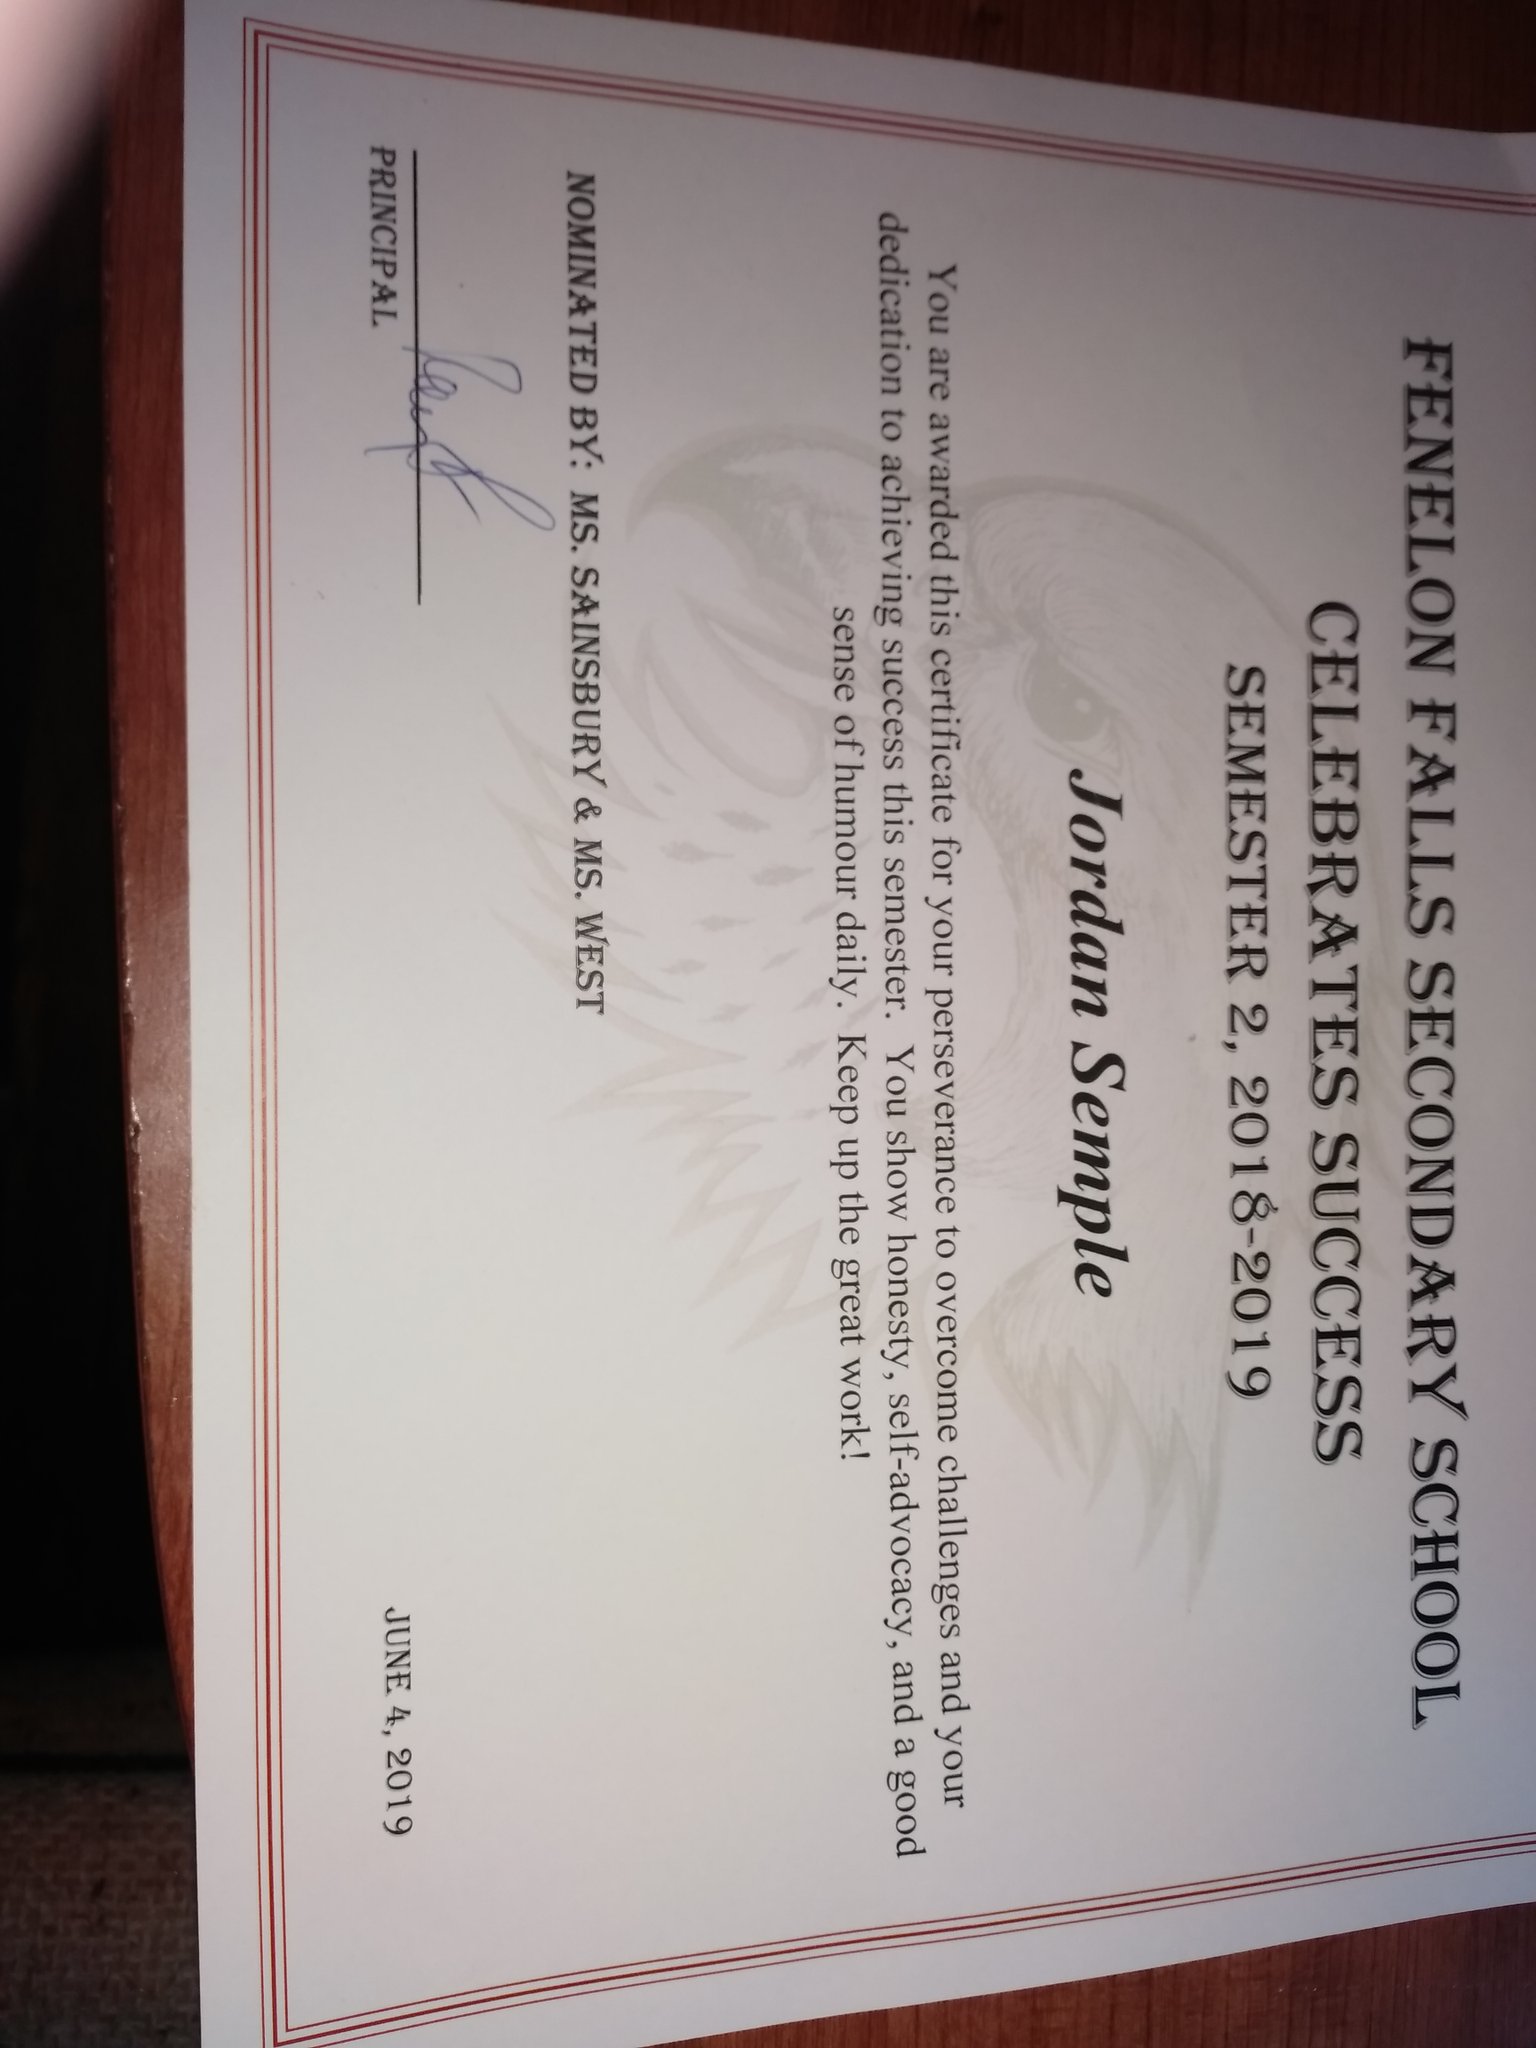 FENELON FALLS SECONDARY SCHOOL
CELEBRATES SUCCESS
SEMESTER 2, 2018-2019
Jordan Semple
You are awarded this certificate for your perseverance to overcome challenges and your
dedication to achieving success this semester. You show honesty, self-advocacy, and a good
sense of humour daily. Keep up the great work!
NOMINATED BY: MS. SAINSBURY & MS. WEST
PRINCIPAL
JUNE 4, 2019